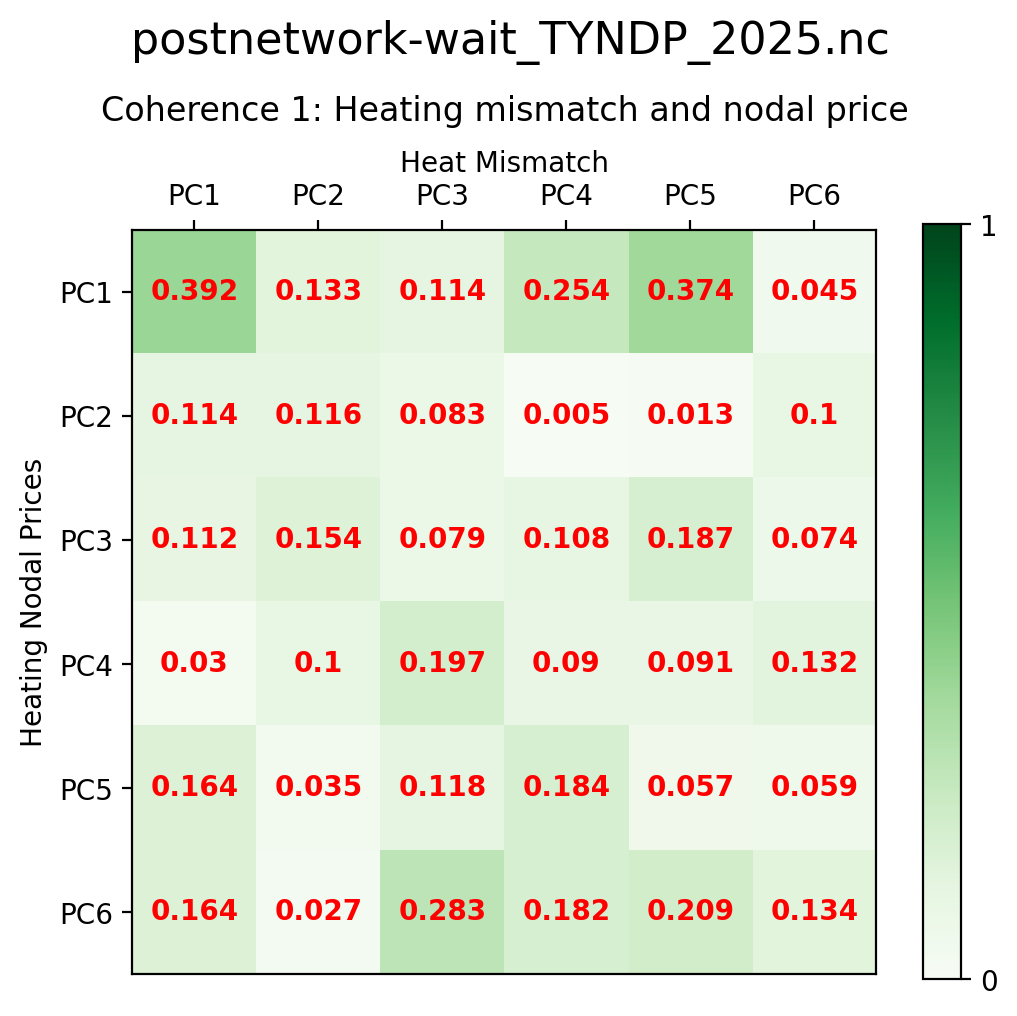 postnetwork-wait_TYNDP_2025.nc
Coherence 1: Heating mismatch and nodal price
Heat Mismatch
PC1 PC2 PC3 PC4 PC5 PC6
1
PC1 0.392 0.133 0.114 0.254 0.374 0.045
PC2 0.114 0.116 0.083 0.005 0.013 0.1
PC3 0.112 0.154 0.079 0.108 0.187 0.074
PC4 0.03 0.1 0.197 0.09 0.091 0.132
PC5 0.164 0.035 0.118 0.184 0.057 0.059
PC6 0.164 0.027 0.283 0.182 0.209 0.134
0
Heating Nodal Prices